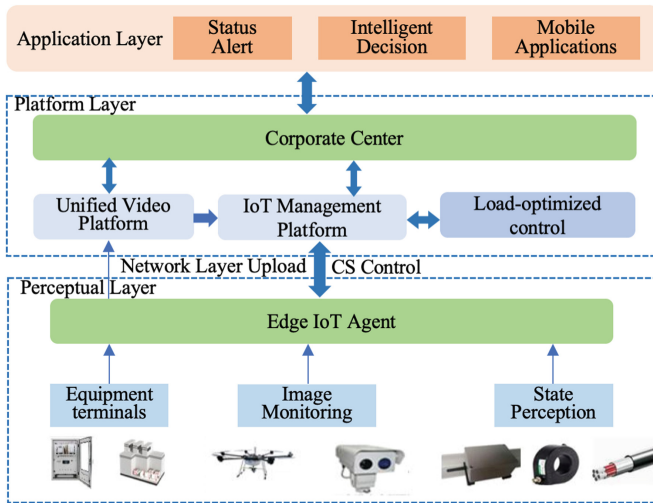 Application Layer
Status
Alert
Intelligent
Decision
Mobile
Applications
Platform Layer
Corporate Center
Unified Video
Platform
IoT Management
Platform
Load-optimized
control
Network Layer Upload
CS Control
Perceptual Layer
Edge IoT Agent
Equipment
terminals
Image
Monitoring
State
Perception